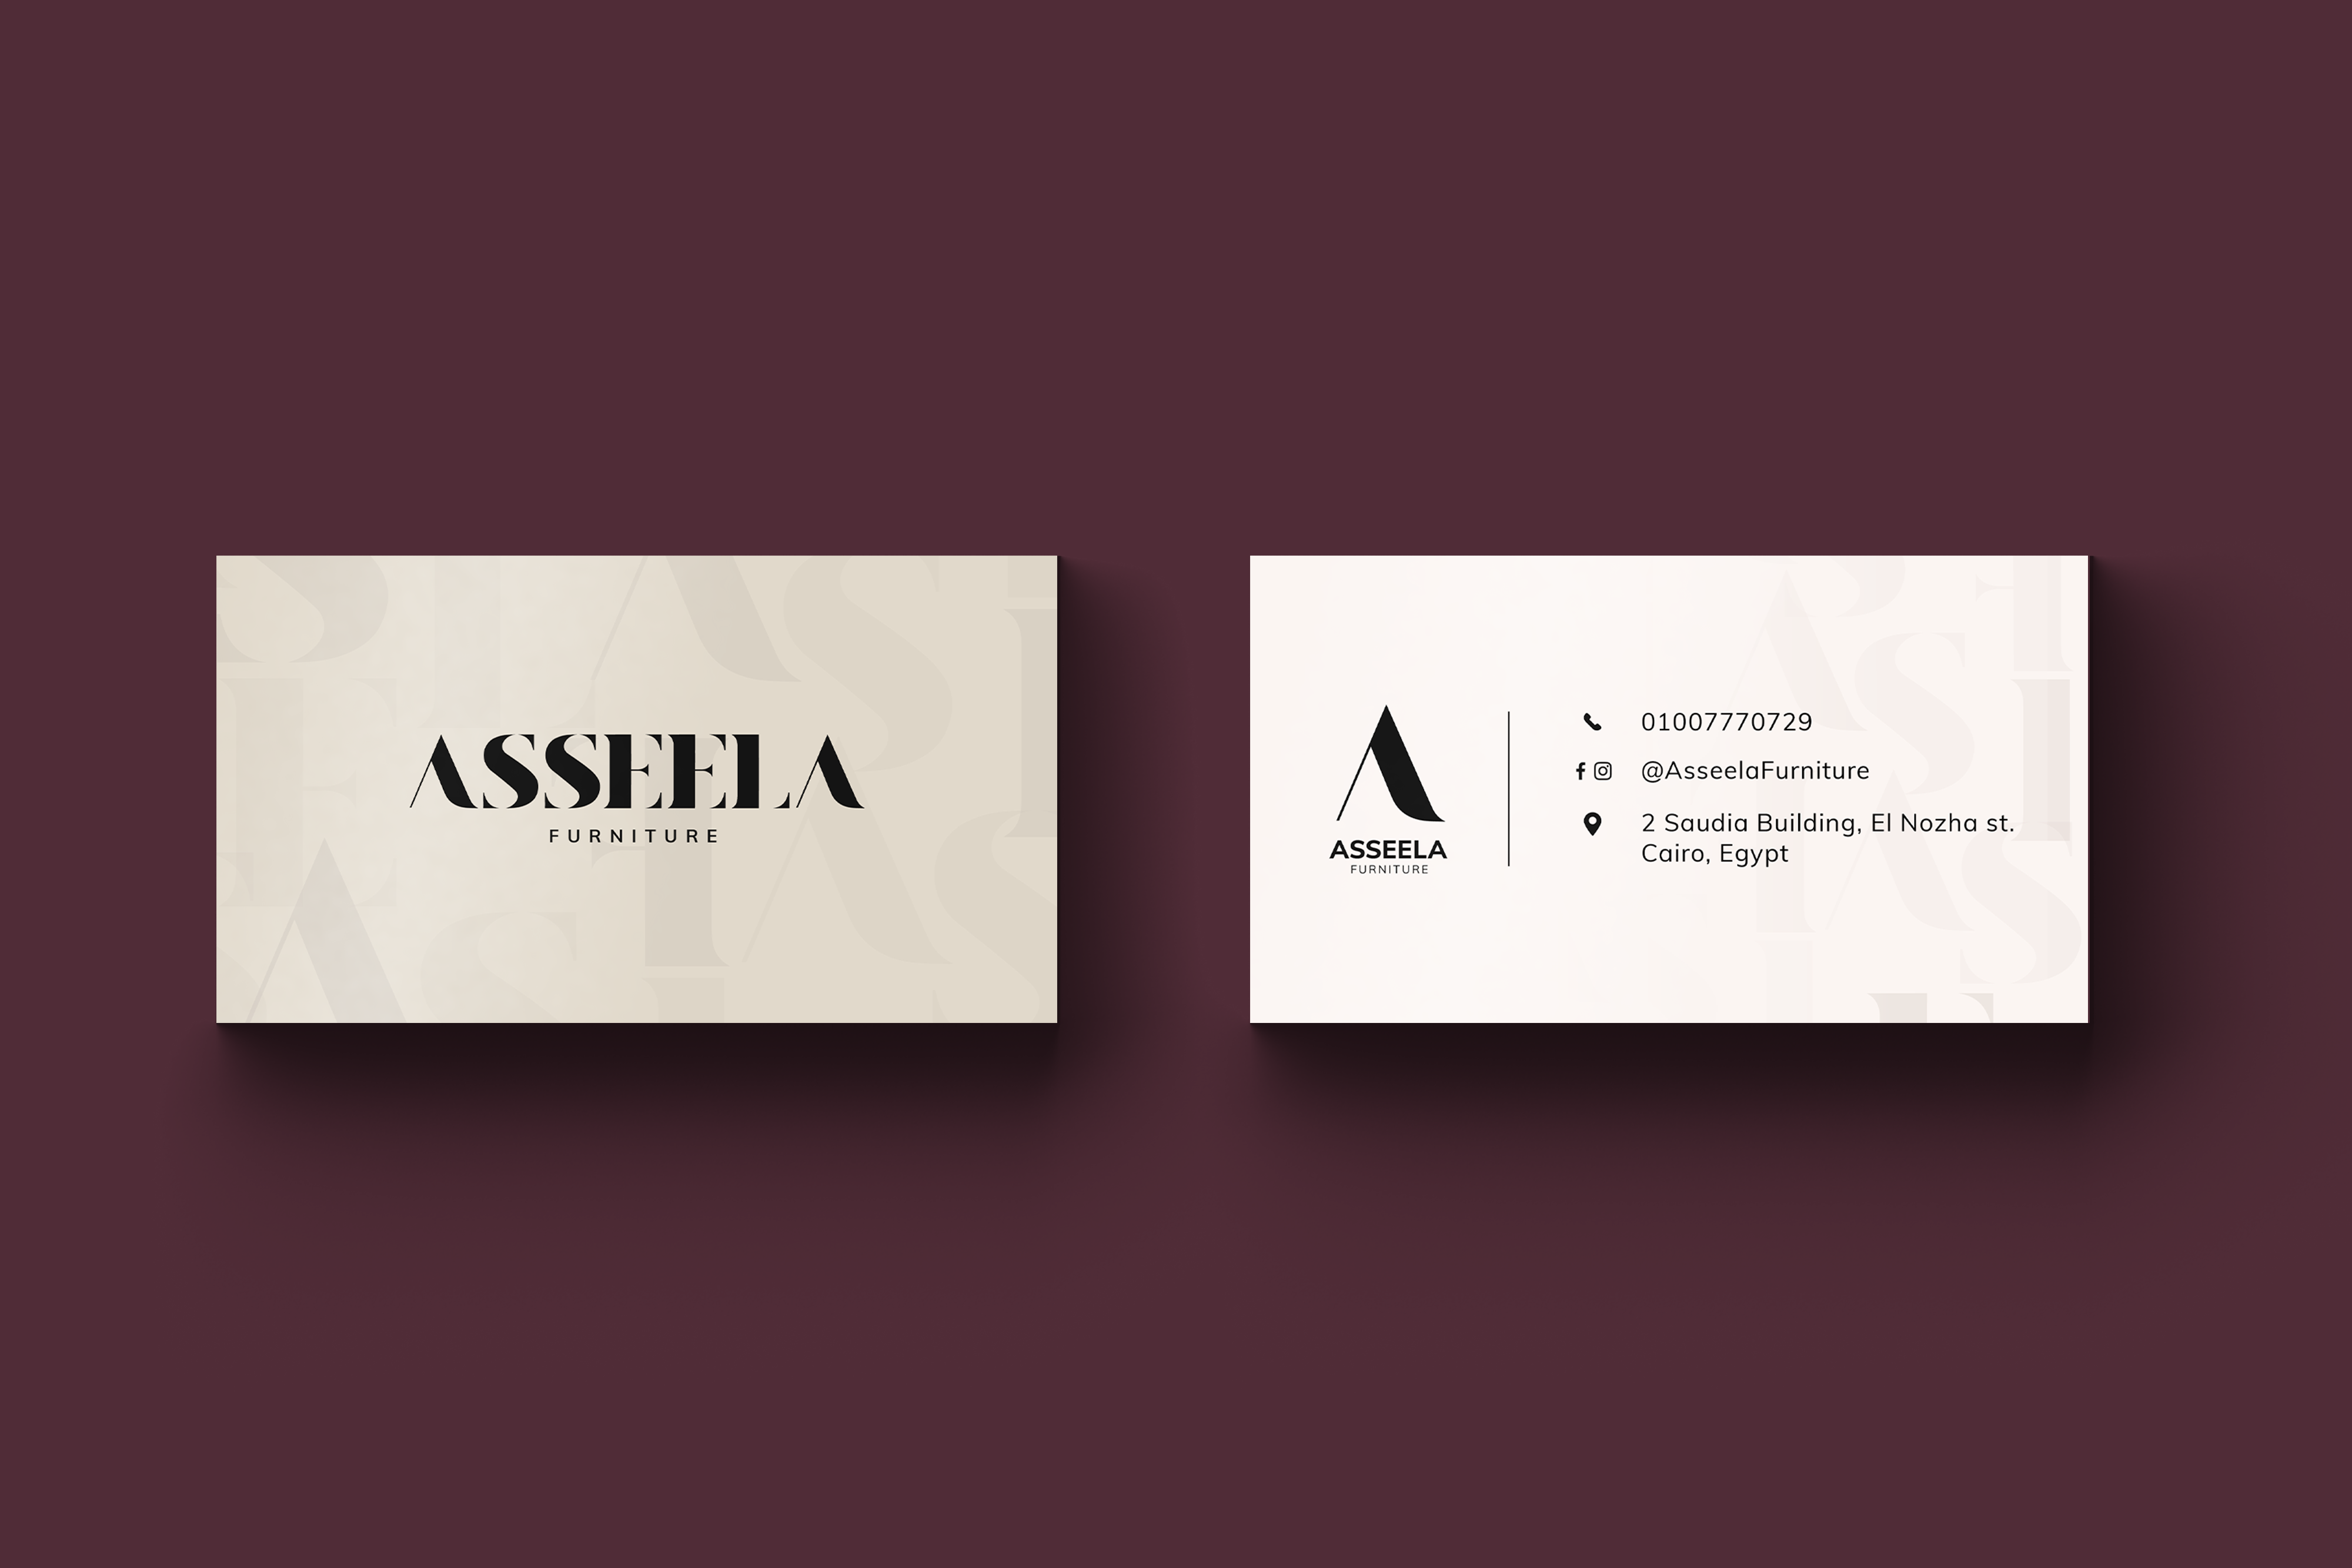 ASSEELA
FURNITURE
ASSEELA
FURNITURE
01007770729
@AsseelaFurniture
2 Saudia Building, El Nozha st.
Cairo, Egypt